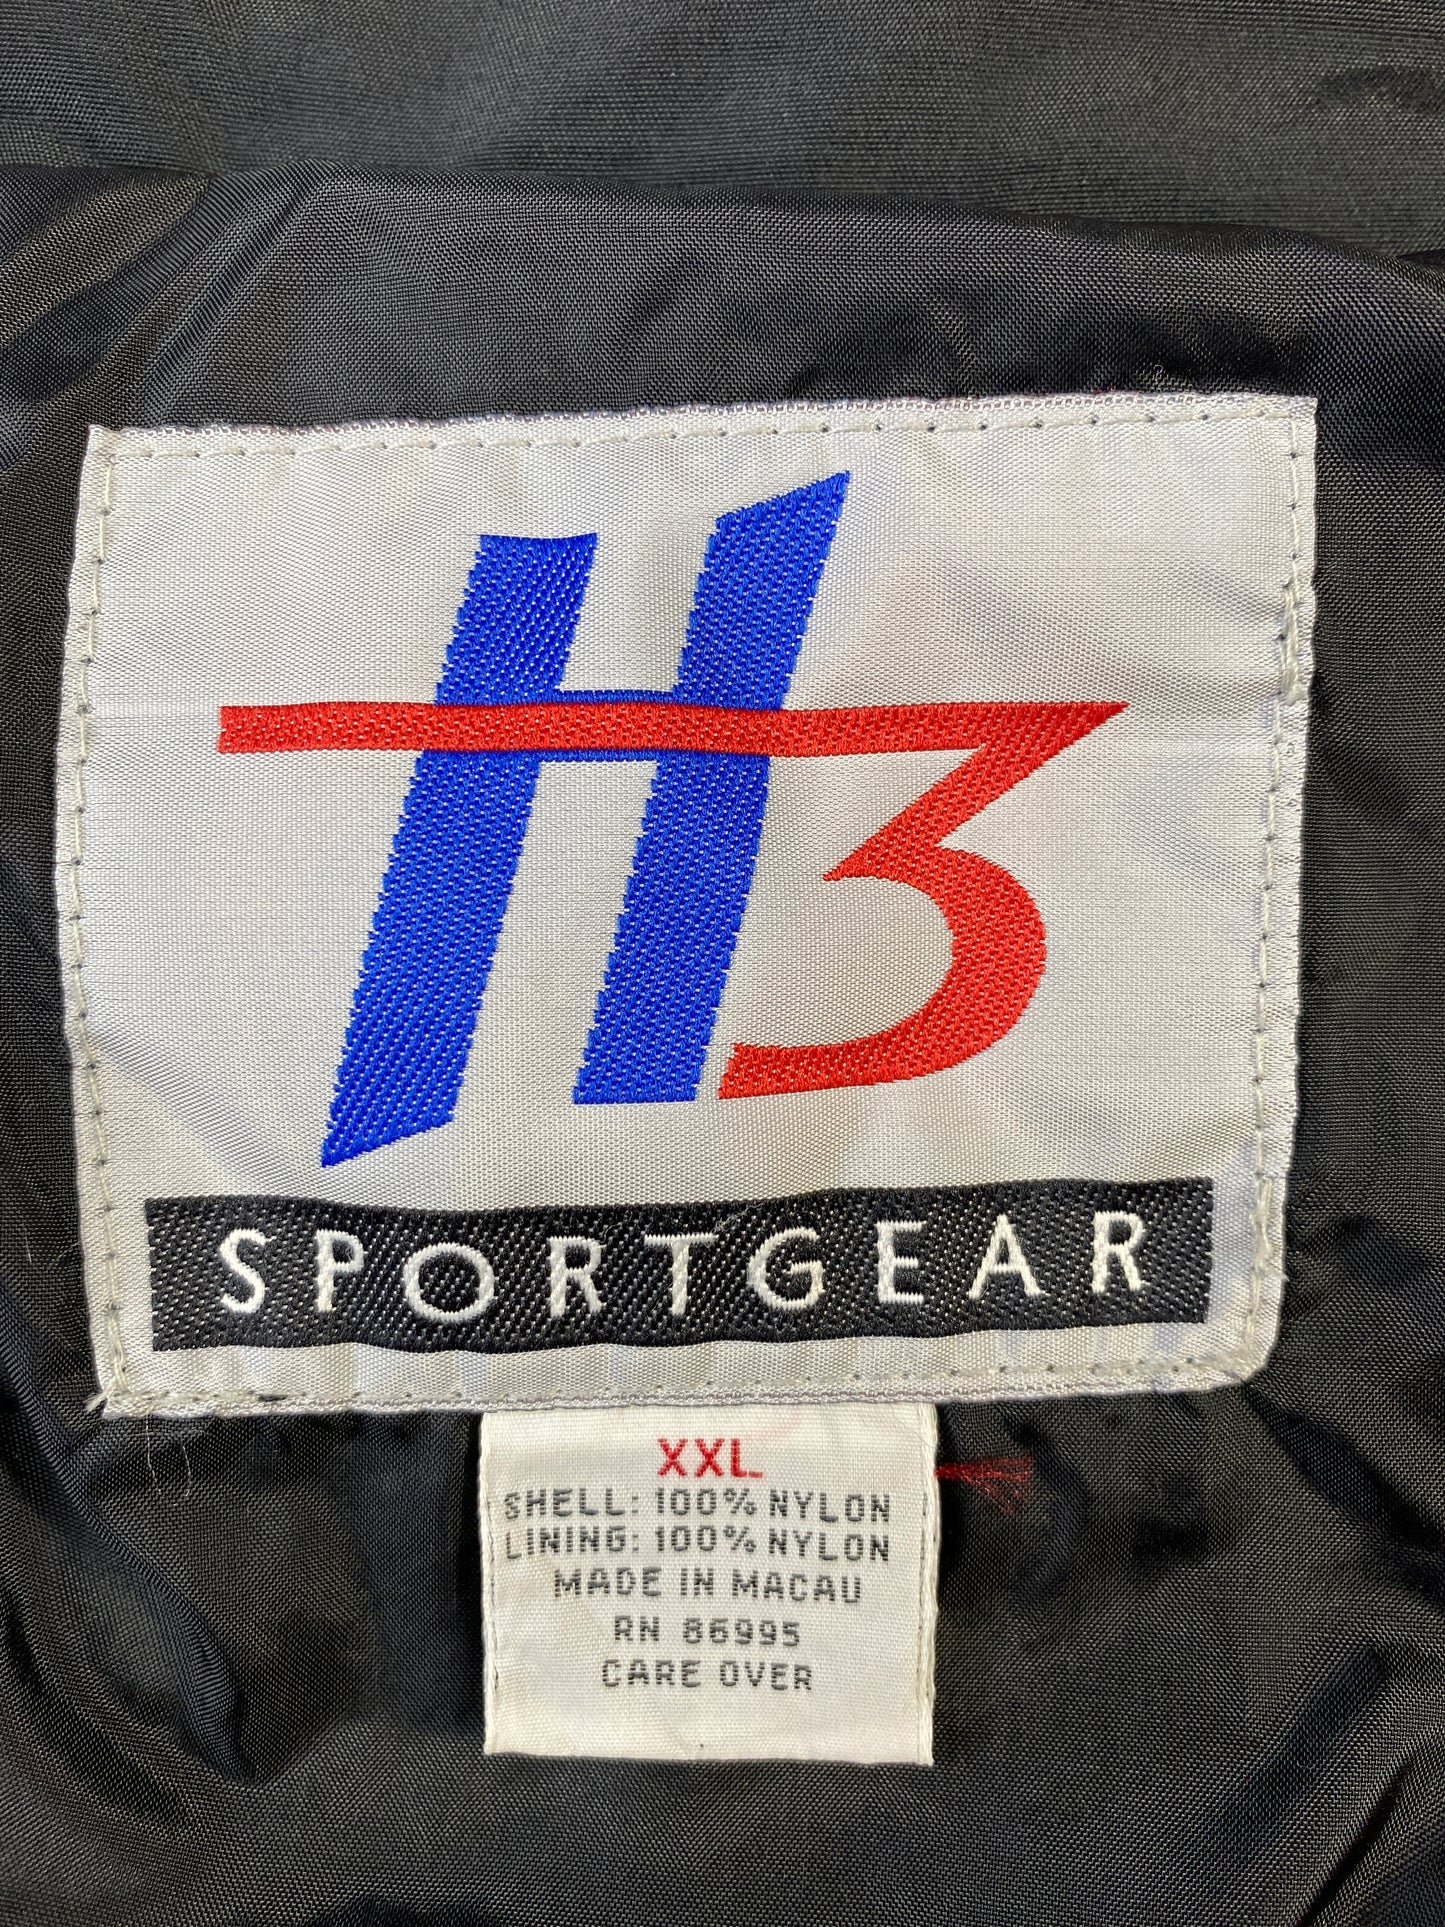 H3
SPORTGEAR
XXL
SHELL: 100% NYLON
LINING: 100% NYLON
MADE IN MACAU
RN 86995
CARE OVER